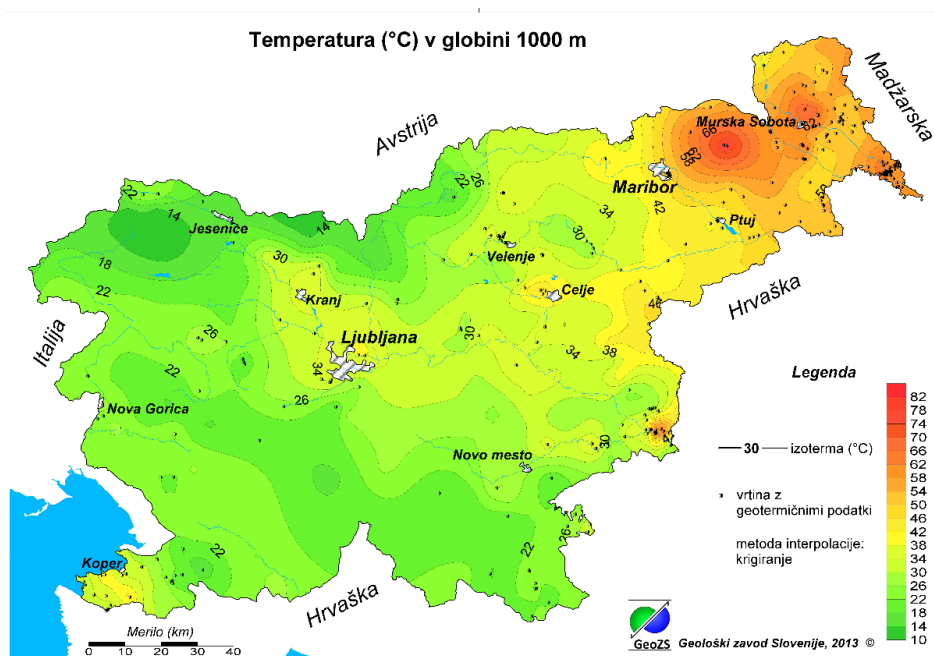 Temperatura (°C) v globini 1000 m
Avstrija
Madžarska
Murska Sobota
62
66
62
58
Maribor
42
54
Ptuj
22
26
34
30
22
14
Jesenice
14
18
22
30
Kranj
Velenje
Celje
46
Hrvaška
Italija
26
Ljubljana
30
34
38
34
22
26
Nova Gorica
Novo mesto
30
26
22
22
Koper
Hrvaška
Merilo (km)
0 10 20 30 40
Legenda
30 izoterma (°C)
vrtina z
geotermičnimi podatki
metoda interpolacije:
krigiranje
82
78
74
70
66
62
58
54
50
46
42
38
34
30
26
22
18
14
10
GeoZS
Geološki zavod Slovenije, 2013 ©